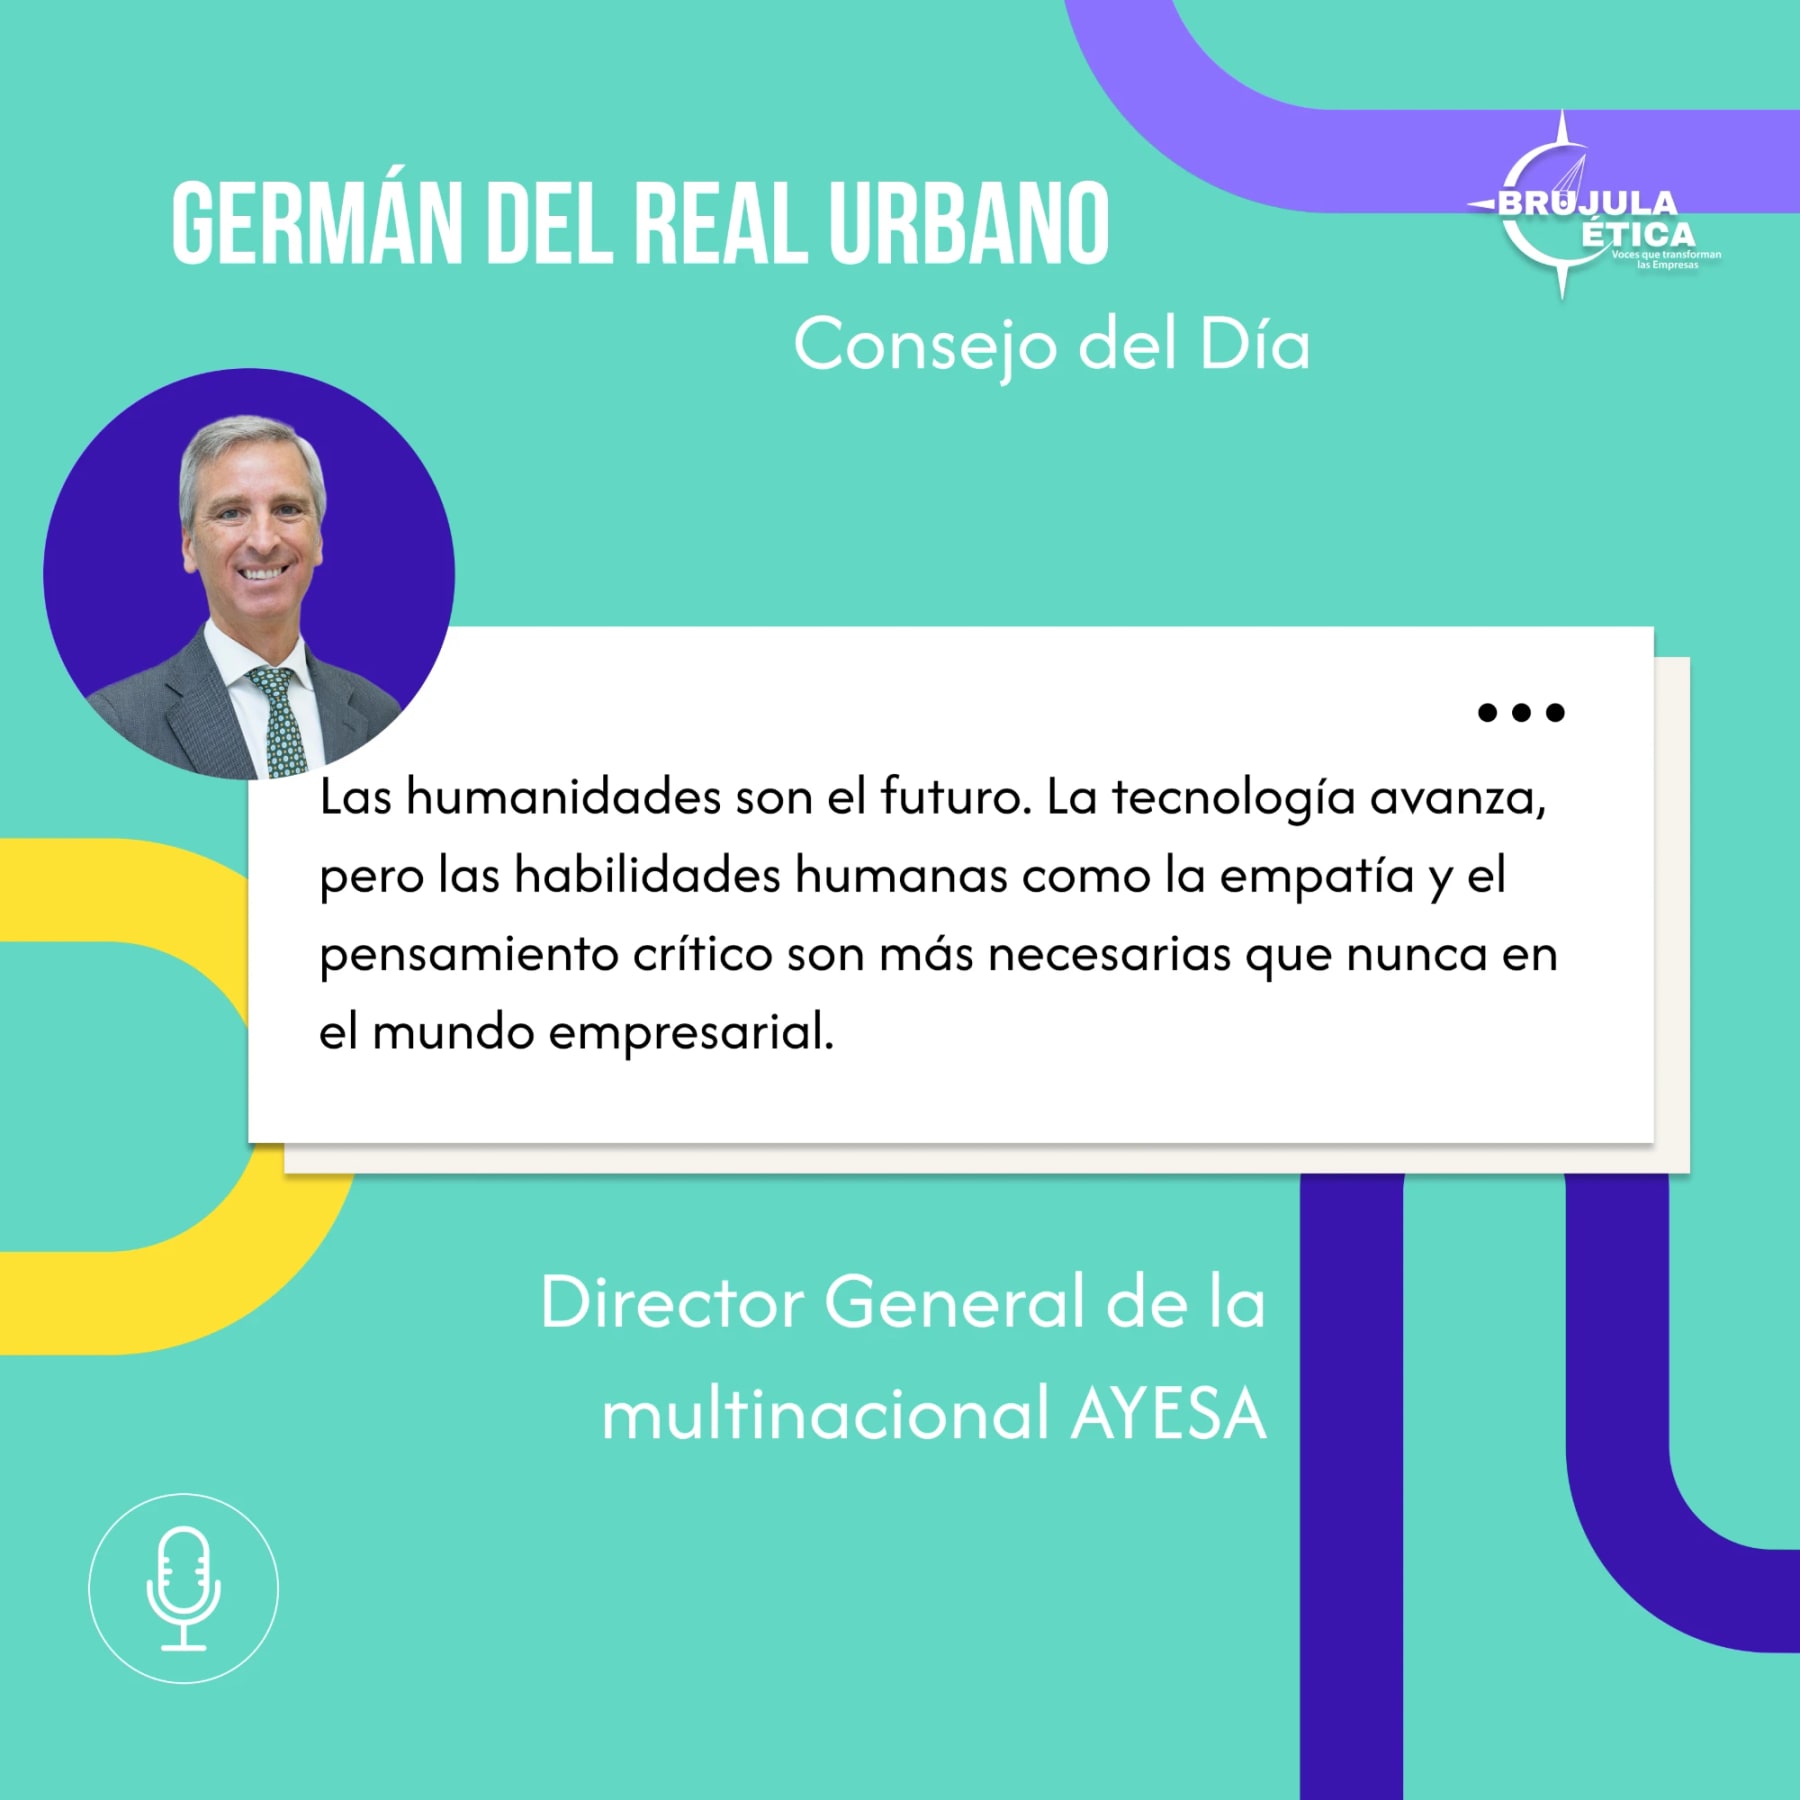 GERMÁN DEL REAL URBANO
BRÚJULA
ÉTICA
Voces que transforman
las Empresas
Consejo del Día
Las humanidades son el futuro. La tecnología avanza,
pero las habilidades humanas como la empatía y el
pensamiento crítico son más necesarias que nunca en
el mundo empresarial.
Director General de la
multinacional AYESA